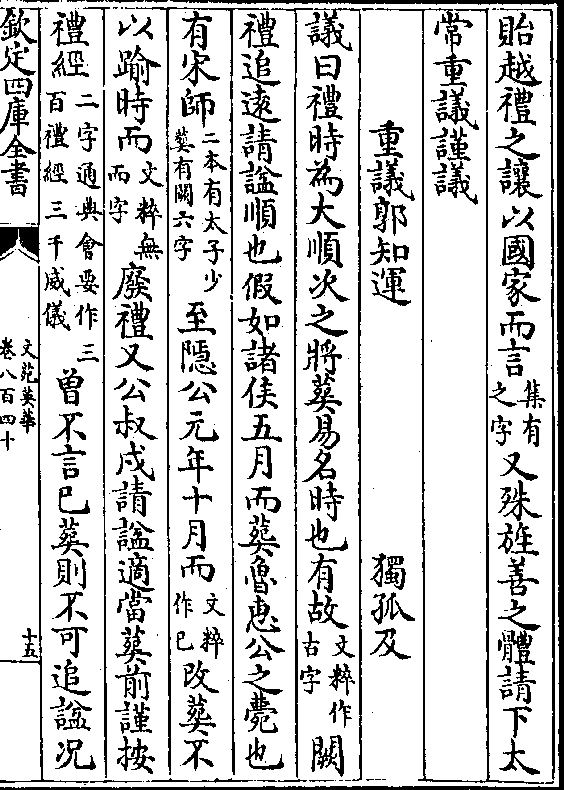 貽越禮之讓以國家而言集有之字又殊旌善之體請下太
常重議謹議
重議郭知運 獨孤及
議曰禮時為大順次之將葬易名時也有故文粹作古字闕
禮追逺請諡順也假如諸侯五月而葬魯惠公之薨也
有宋師二本有太子少葬有闕六字至隱公元年十月而文粹作巳改葬不
以踰時而文粹無而字廢禮又公叔戍請諡適當葬前謹按
禮經二字通典會要作三百禮經三千威儀曽不言已葬則不可追諡况
欽定四庫全書
文苑英華
卷八百四十
十五